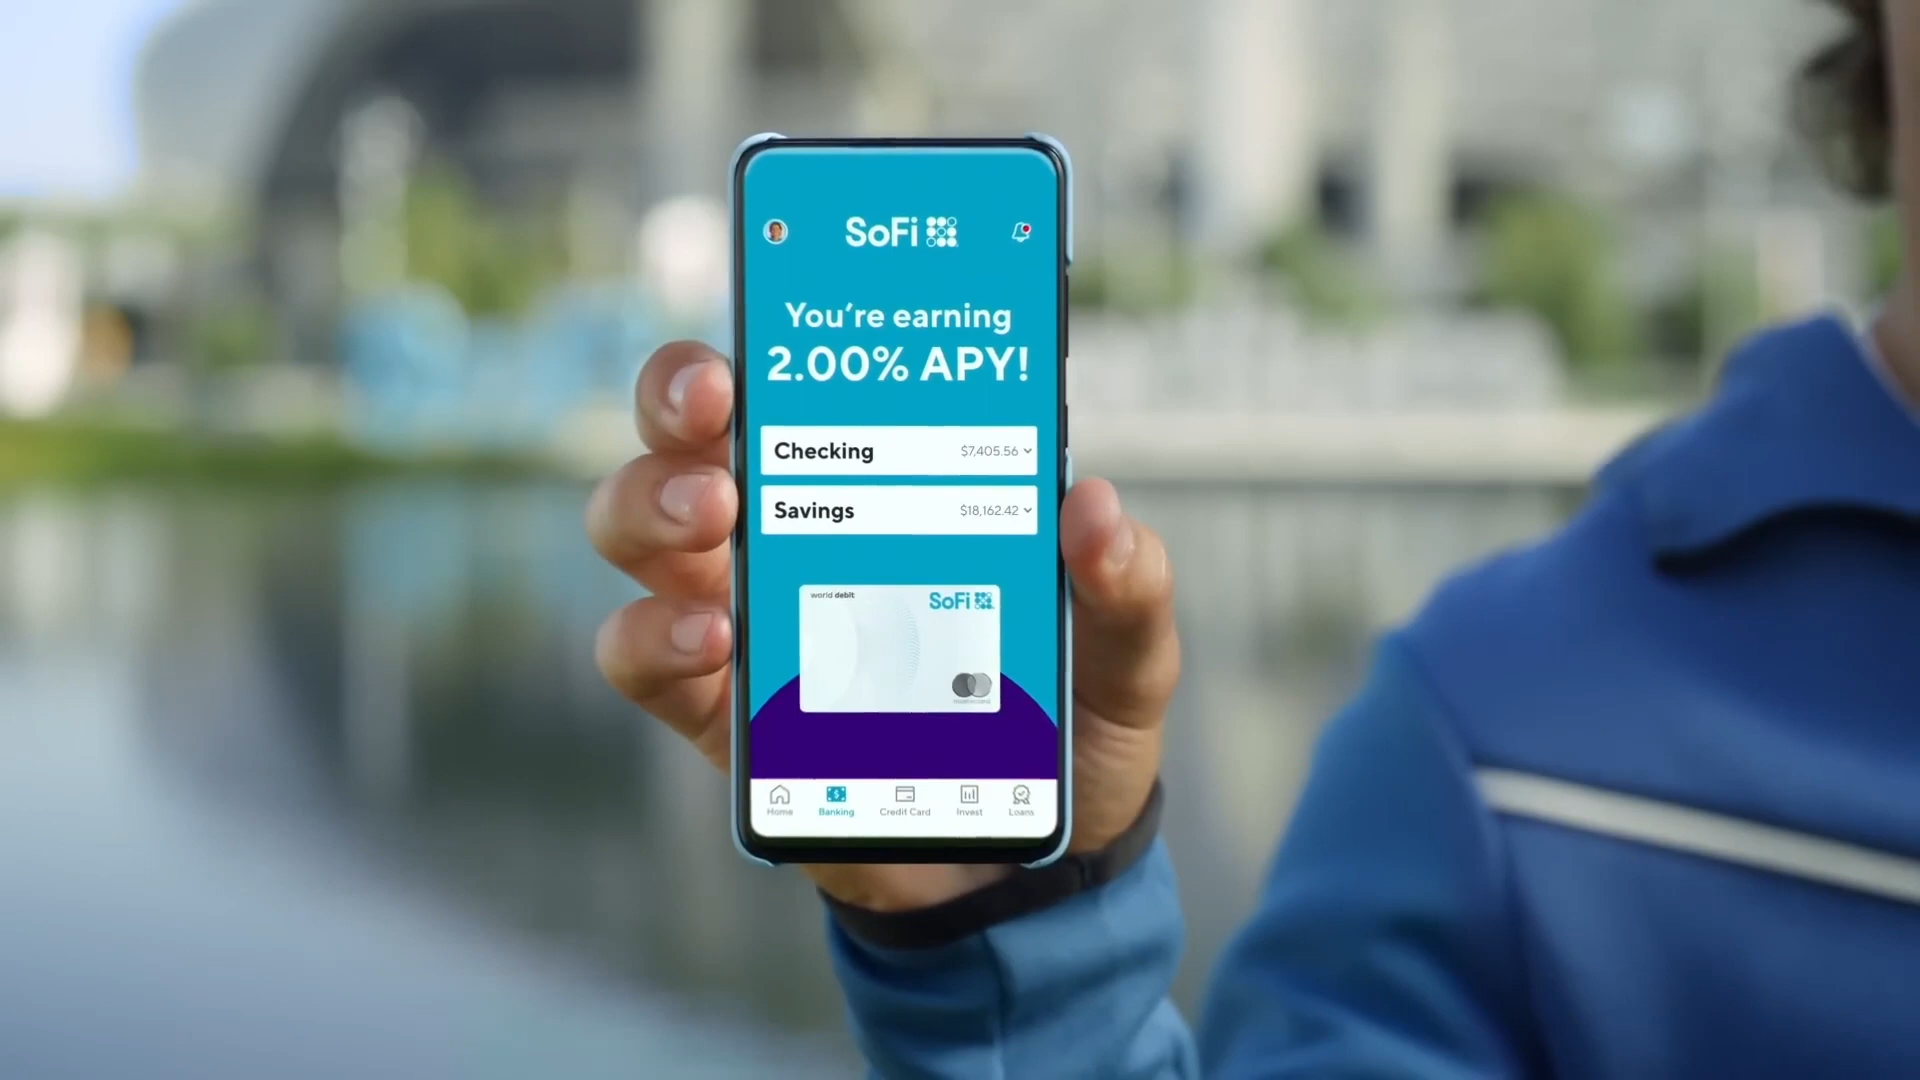 SoFi
You're earning
2.00% APY!
Checking $7,405.56
Savings $18,162.42
world debit SoFi
mastercard
Home Banking Credit Card Invest Loans